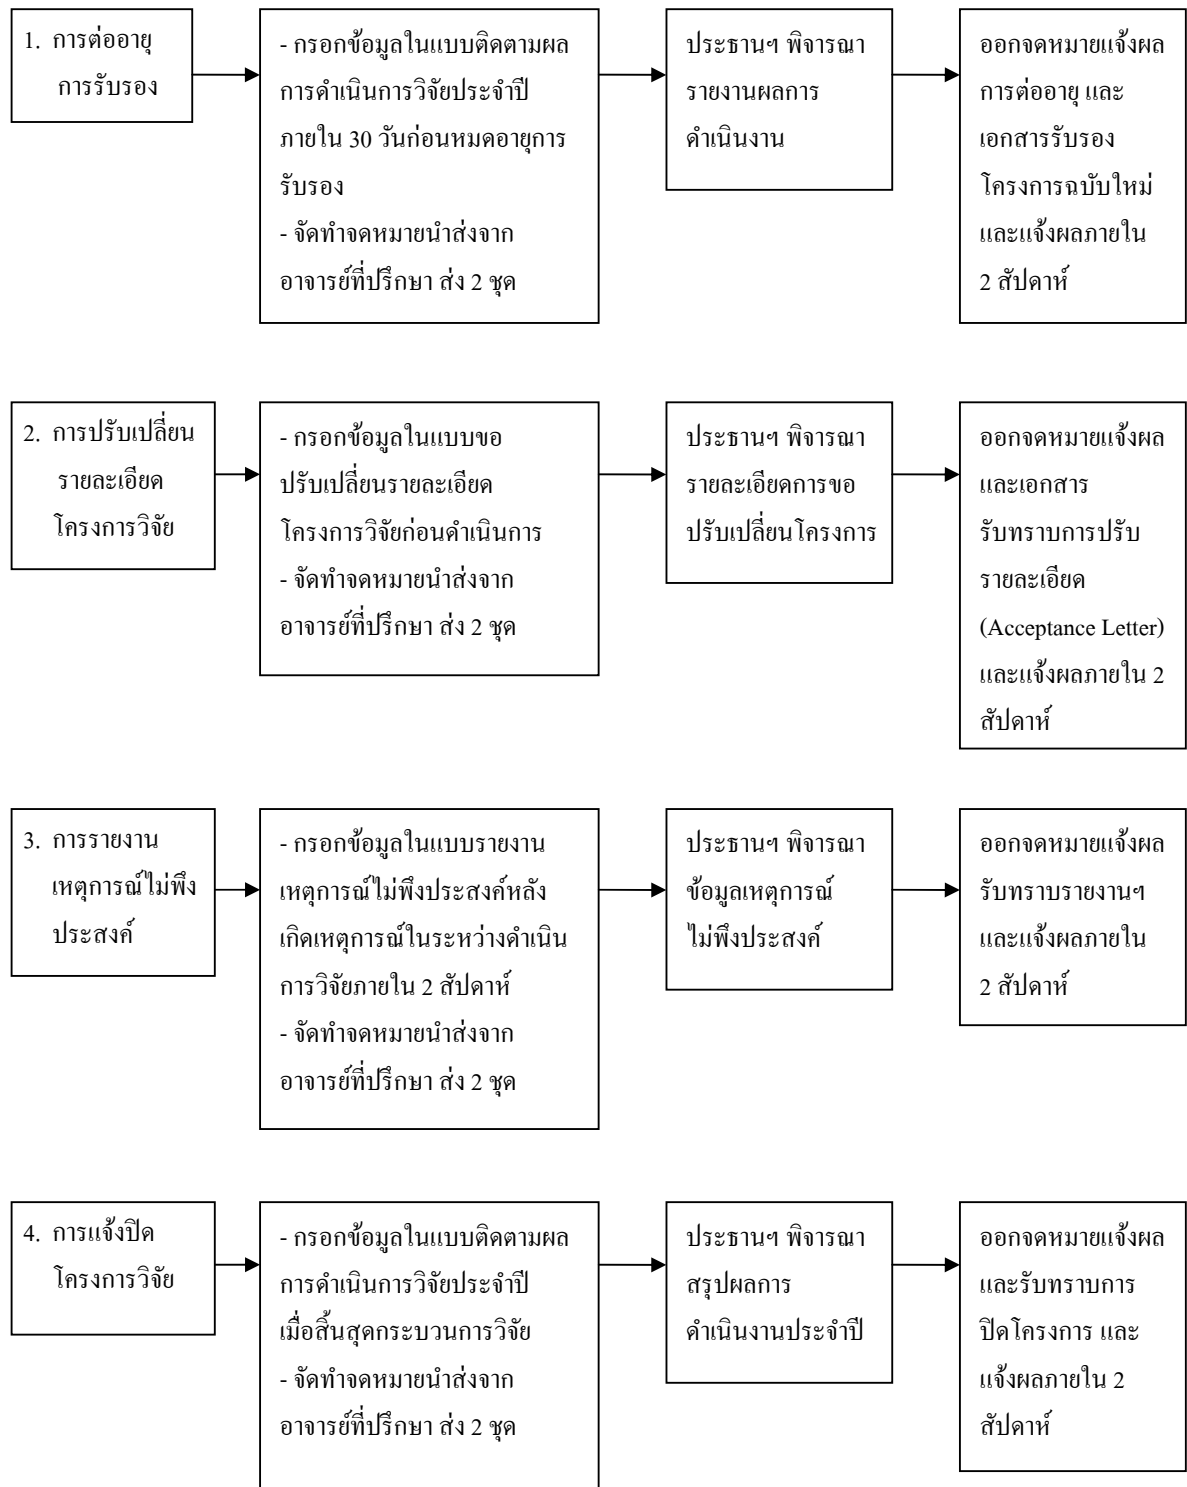 1. การต่ออายุ
การรับรอง
- กรอกข้อมูลในแบบติดตามผล
การดำเนินการวิจัยประจำปี
ภายใน 30 วันก่อนหมดอายุการ
รับรอง
- จัดทำจดหมายนำส่งจาก
อาจารย์ที่ปรึกษา ส่ง 2 ชุด
ประธานฯ พิจารณา
รายงานผลการ
ดำเนินงาน
ออกจดหมายแจ้งผล
การต่ออายุ และ
เอกสารรับรอง
โครงการฉบับใหม่
และแจ้งผลภายใน
2 สัปดาห์
2. การปรับเปลี่ยน
รายละเอียด
โครงการวิจัย
- กรอกข้อมูลในแบบขอ
ปรับเปลี่ยนรายละเอียด
โครงการวิจัยก่อนดำเนินการ
- จัดทำจดหมายนำส่งจาก
อาจารย์ที่ปรึกษา ส่ง 2 ชุด
ประธานฯ พิจารณา
รายละเอียดการขอ
ปรับเปลี่ยนโครงการ
ออกจดหมายแจ้งผล
และเอกสาร
รับทราบการปรับ
รายละเอียด
(Acceptance Letter)
และแจ้งผลภายใน 2
สัปดาห์
3. การรายงาน
เหตุการณ์ไม่พึง
ประสงค์
- กรอกข้อมูลในแบบรายงาน
เหตุการณ์ไม่พึงประสงค์หลัง
เกิดเหตุการณ์ในระหว่างดำเนิน
การวิจัยภายใน 2 สัปดาห์
- จัดทำจดหมายนำส่งจาก
อาจารย์ที่ปรึกษา ส่ง 2 ชุด
ประธานฯ พิจารณา
ข้อมูลเหตุการณ์
ไม่พึงประสงค์
ออกจดหมายแจ้งผล
รับทราบรายงานฯ
และแจ้งผลภายใน
2 สัปดาห์
4. การแจ้งปิด
โครงการวิจัย
- กรอกข้อมูลในแบบติดตามผล
การดำเนินการวิจัยประจำปี
เมื่อสิ้นสุดกระบวนการวิจัย
- จัดทำจดหมายนำส่งจาก
อาจารย์ที่ปรึกษา ส่ง 2 ชุด
ประธานฯ พิจารณา
สรุปผลการ
ดำเนินงานประจำปี
ออกจดหมายแจ้งผล
และรับทราบการ
ปิดโครงการ และ
แจ้งผลภายใน 2
สัปดาห์